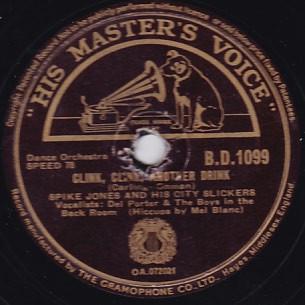 Copyright.
"HIS MASTER'S VOICE"
Dance Orchestra
SPEED 78
B.D.1099
CLINK, ANOTHER DRINK
SPIKE JONES AND HIS CITY SLICKERS
Vocalists: Del Porter & The Boys in the
Back Room (Hiccups by Mel Blanc)
OA.072021
Record manufactured by THE GRAMOPHONE CO. LTD., Hayes, Middlesex, England